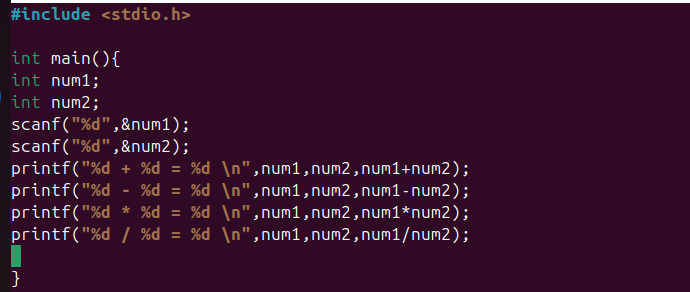 #include <stdio.h>
int main(){
int num1;
int num2;
scanf("%d",&num1);
scanf("%d",&num2);
printf("%d + %d = %d \n",num1,num2,num1+num2);
printf("%d - %d = %d \n",num1,num2,num1-num2);
printf("%d * %d = %d \n",num1,num2,num1*num2);
printf("%d / %d = %d \n",num1,num2,num1/num2);
}